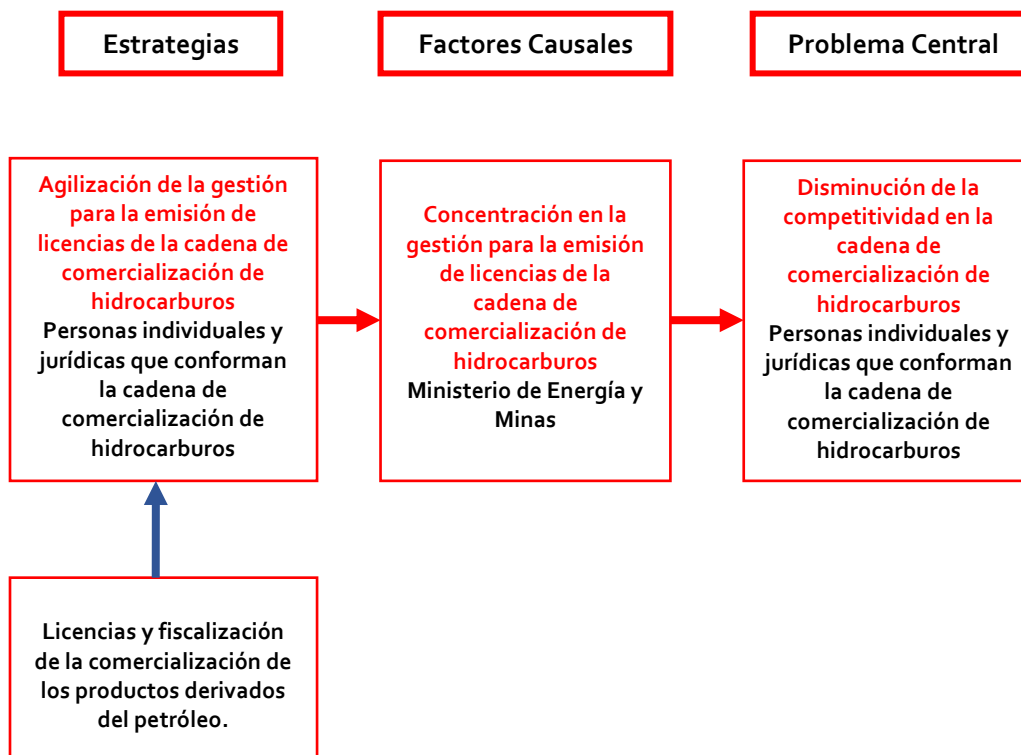 Estrategias
Factores Causales
Problema Central
Agilización de la gestión
para la emisión de
licencias de la cadena de
comercialización de
hidrocarburos
Personas individuales y
jurídicas que conforman
la cadena de
comercialización de
hidrocarburos
Concentración en la
gestión para la emisión
de licencias de la
cadena de
comercialización de
hidrocarburos
Ministerio de Energía y
Minas
Disminución de la
competitividad en la
cadena de
comercialización de
hidrocarburos
Personas individuales y
jurídicas que conforman
la cadena de
comercialización de
hidrocarburos
Licencias y fiscalización
de la comercialización de
los productos derivados
del petróleo.